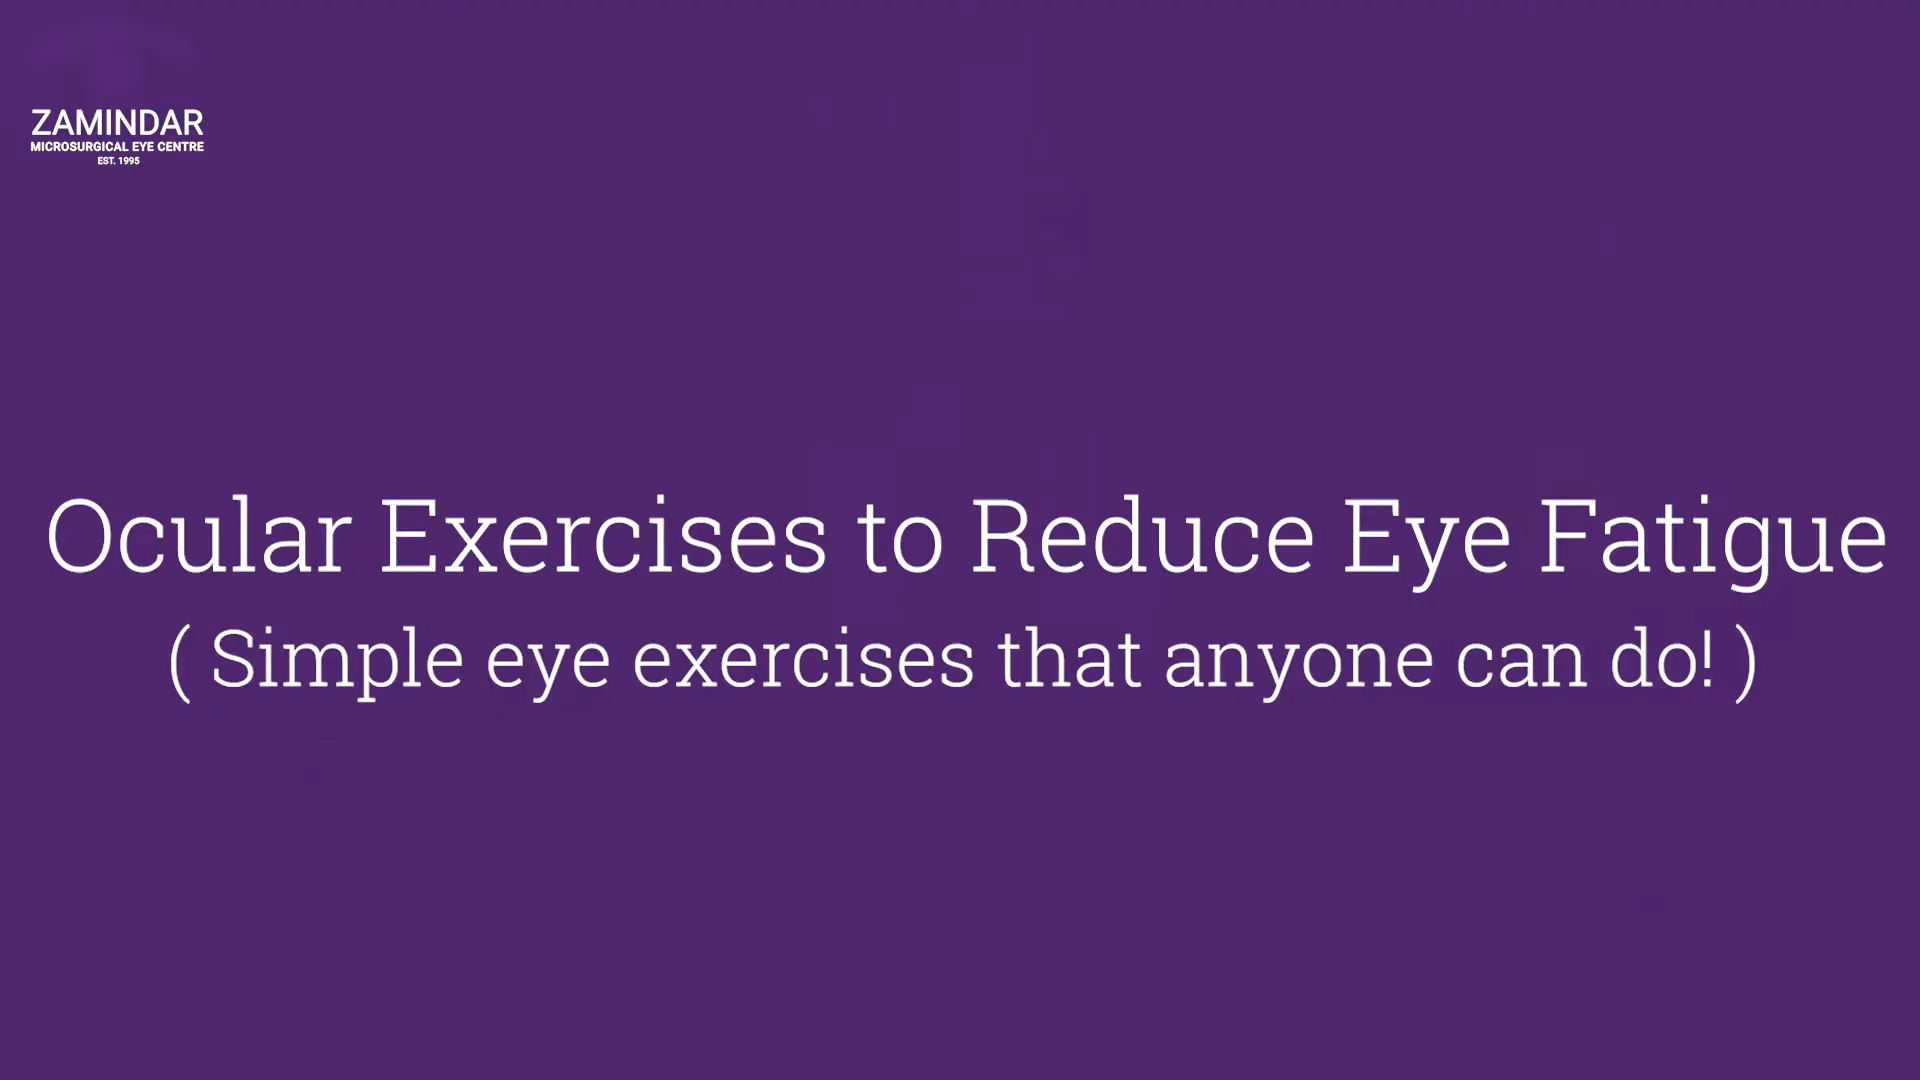 ZAMINDAR
MICROSURGICAL EYE CENTRE
EST. 1995
Ocular Exercises to Reduce Eye Fatigue
( Simple eye exercises that anyone can do! )